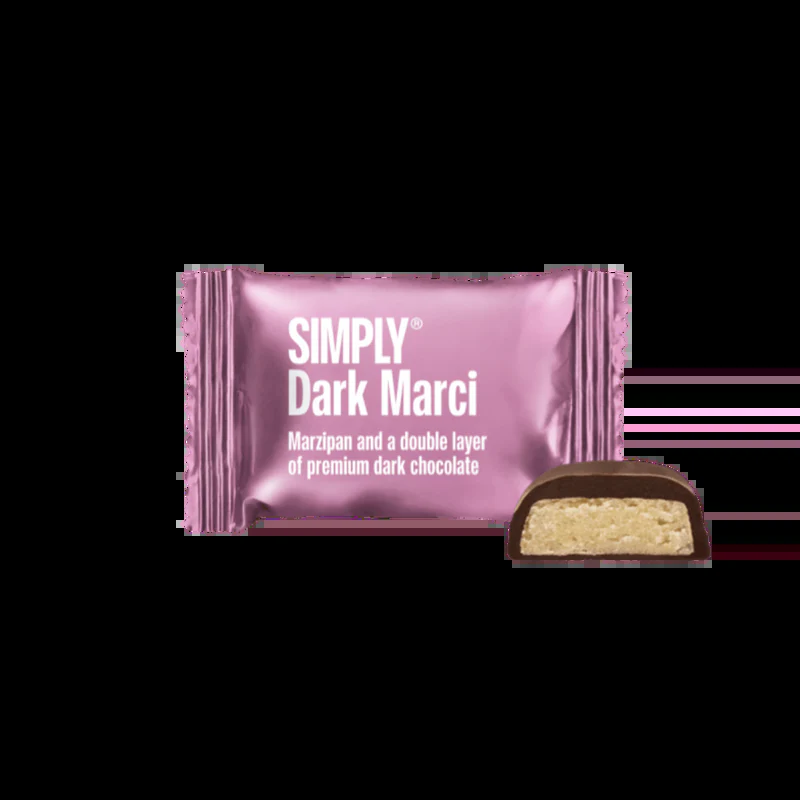 SIMPLY®
Dark Marci
Marzipan and a double layer
of premium dark chocolate